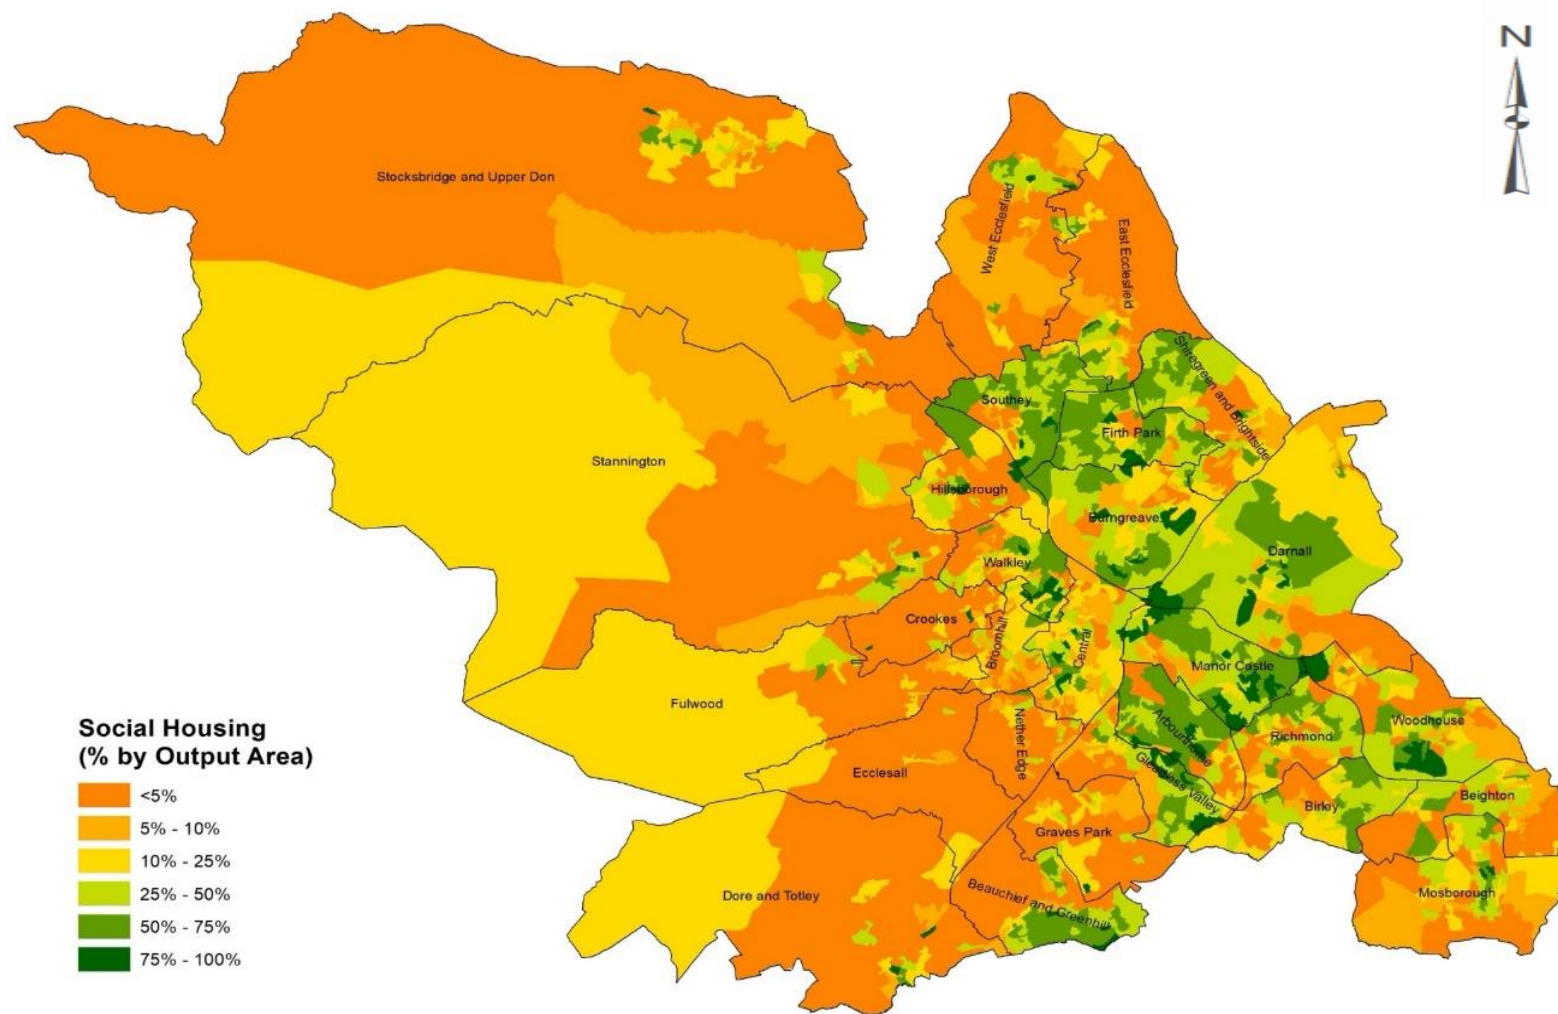 N
Stocksbridge and Upper Don
West Ecclesfield
East Ecclesfield
Shiregreen and Brightside
Southey
Firth Park
Stannington
Hillsborough
Burngreave
Darnall
Walkley
Crookes
Broomhill
Central
Manor Castle
Fulwood
Nether Edge
Arbourthorne
Richmond
Woodhouse
Gleadless Valley
Ecclesall
Birley
Beighton
Graves Park
Dore and Totley
Beauchief and Greenhill
Mosborough
Social Housing
(% by Output Area)
<5%
5% - 10%
10% - 25%
25% - 50%
50% - 75%
75% - 100%